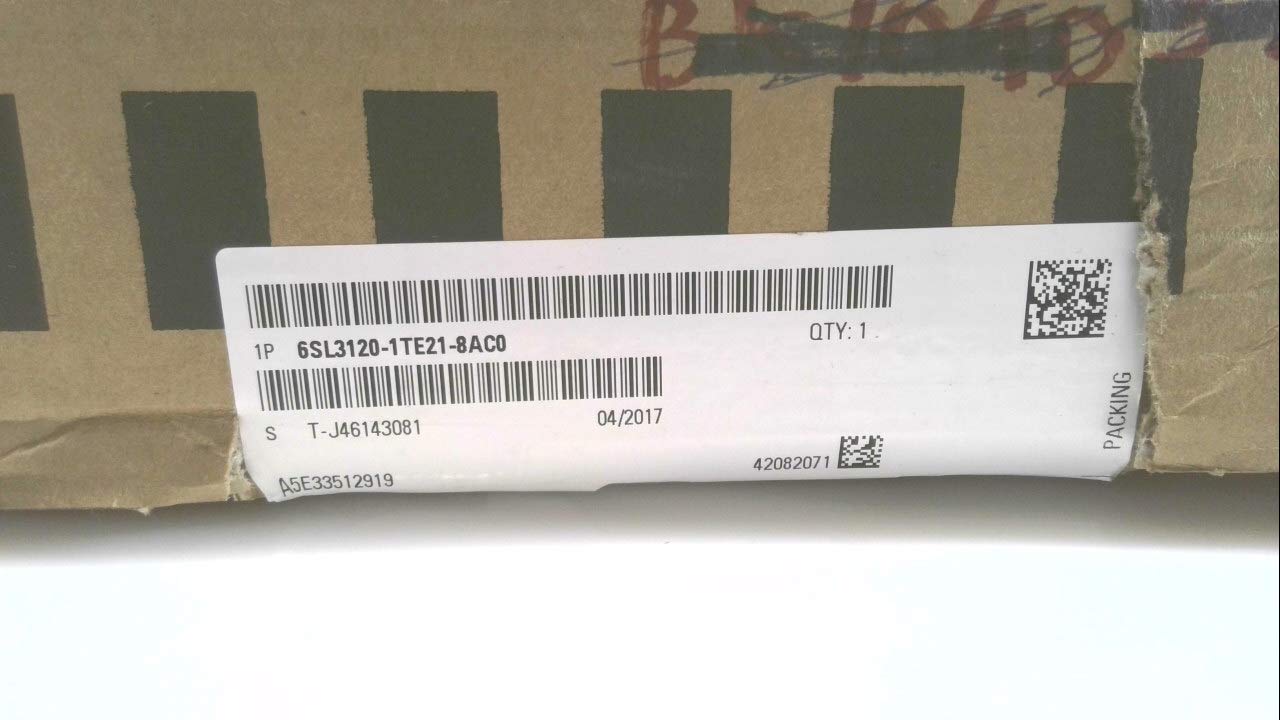 1P 6SL3120-1TE21-8AC0
QTY: 1
S T-J46143081
04/2017
42082071
A5E33512919
PACKING